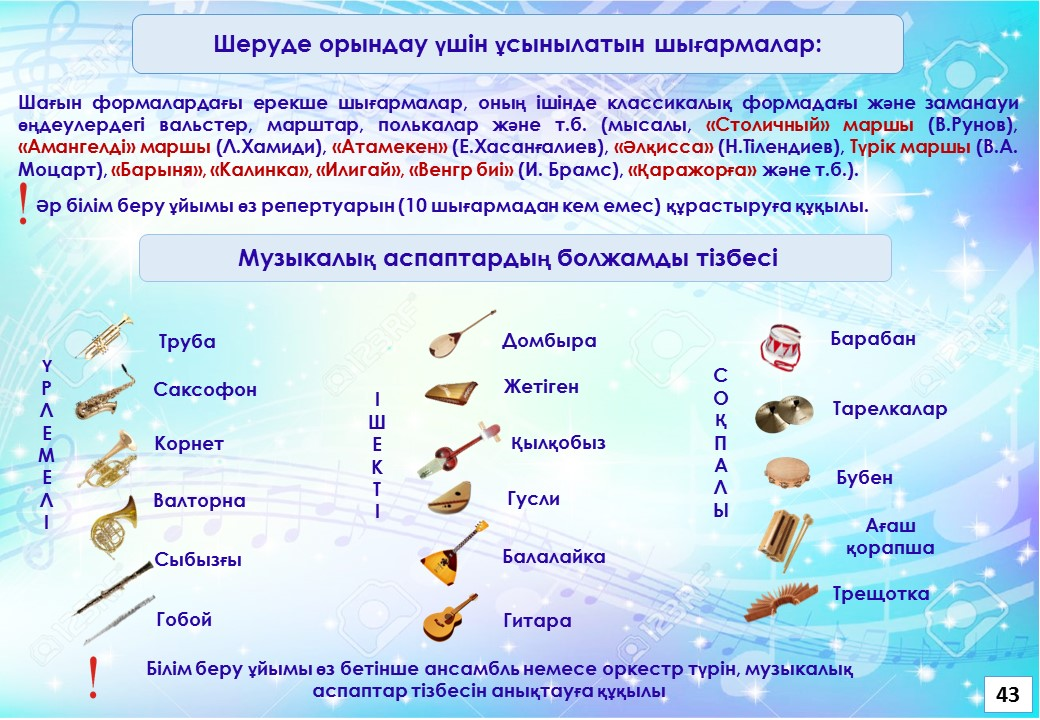 Шеруде орындау үшін ұсынылатын шығармалар:
Шағын формалардағы ерекше шығармалар, оның ішінде классикалық формадағы және заманауи
өңдеулердегі вальстер, марштар, полькалар және т.б. (мысалы, «Столичный» маршы (В.Рунов),
«Амангелді» маршы (Л.Хамиди), «Атамекен» (Е.Хасанғалиев), «Әлқисса» (Н.Тілендиев), Түрік маршы (В.А.
Моцарт), «Барыня», «Калинка», «Илигай», «Венгр биі» (И. Брамс), «Қаражорға» және т.б.).
! Әр білім беру ұйымы өз репертуарын (10 шығармадан кем емес) құрастыруға құқылы.
Музыкалық аспаптардың болжамды тізбесі
ҮРЛЕМЕЛІ
Труба
Саксофон
Корнет
Валторна
Сыбызғы
Гобой
ІШЕКТІ
Домбыра
Жетіген
Қылқобыз
Гусли
Балалайка
Гитара
СОҚПАЛЫ
Барабан
Тарелкалар
Бубен
Ағаш
қорапша
Трещотка
! Білім беру ұйымы өз бетінше ансамбль немесе оркестр түрін, музыкалық
аспаптар тізбесін анықтауға құқылы
43
123RF